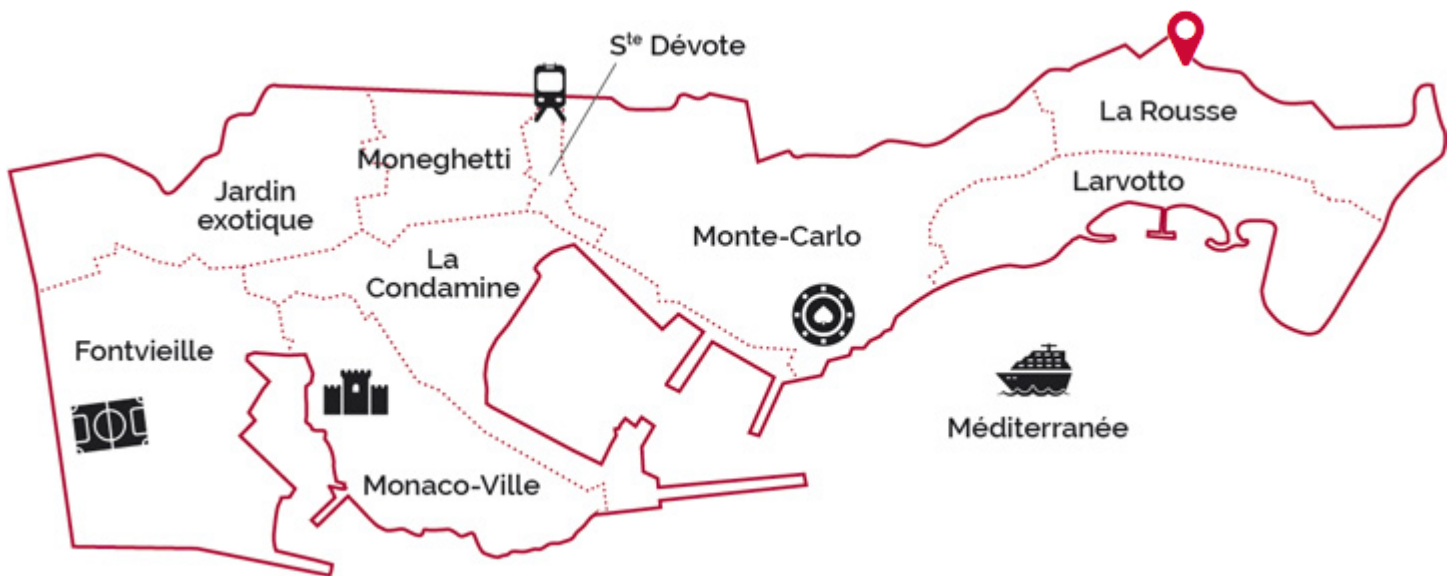 Sᵗᵉ Dévote
La Rousse
Moneghetti
Larvotto
Jardin
exotique
Monte-Carlo
La
Condamine
Fontvieille
Méditerranée
Monaco-Ville